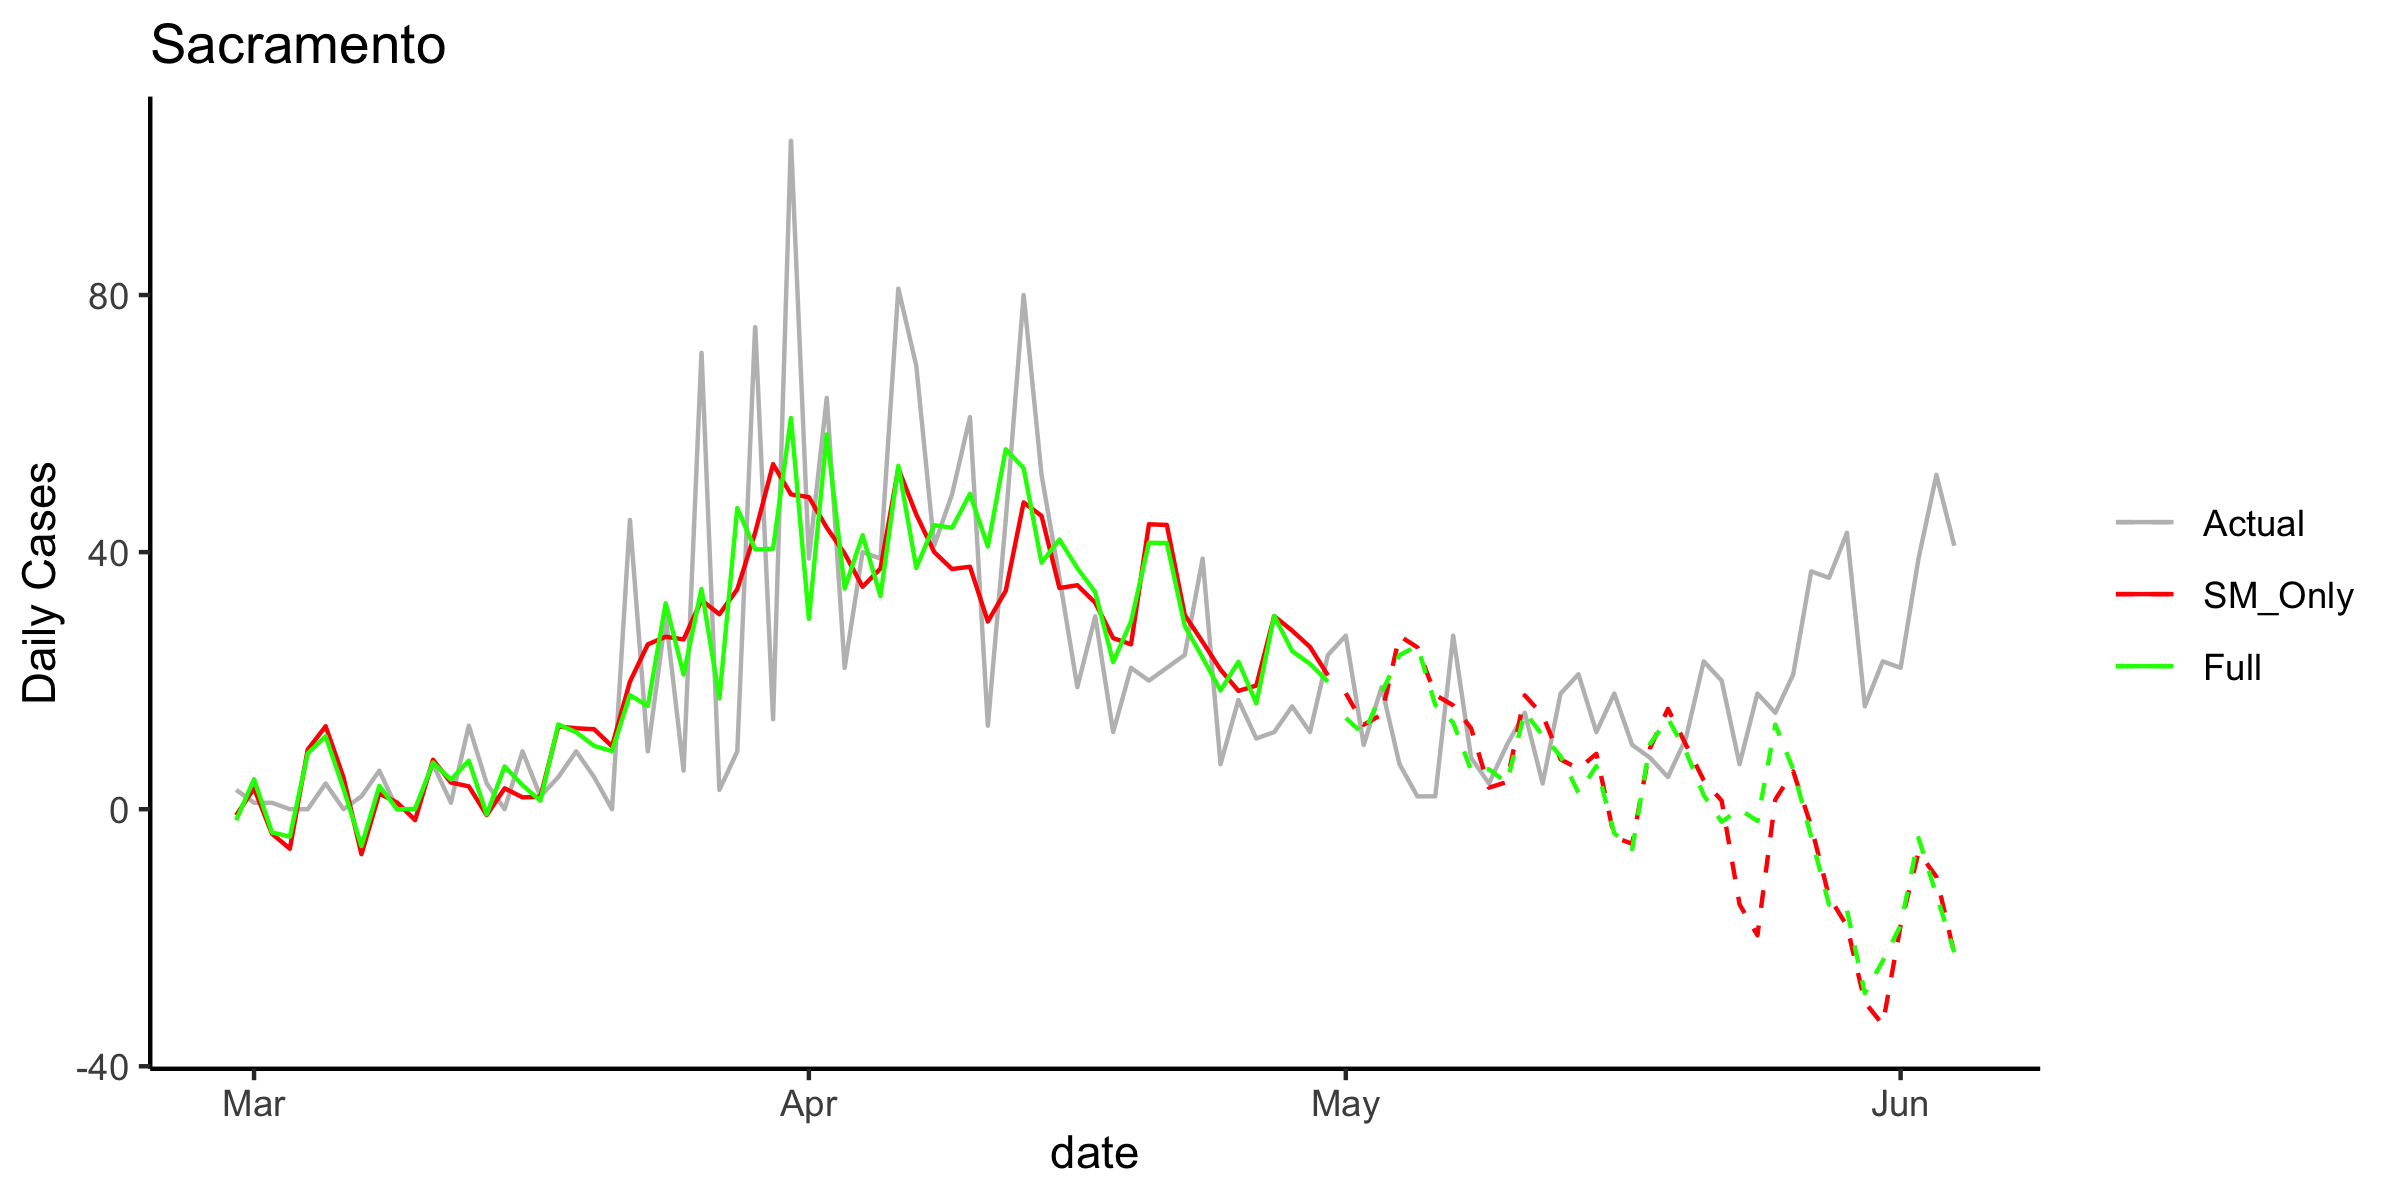 Sacramento
Daily Cases
80
40
0
-40
Mar
Apr
May
Jun
date
Actual
SM_Only
Full